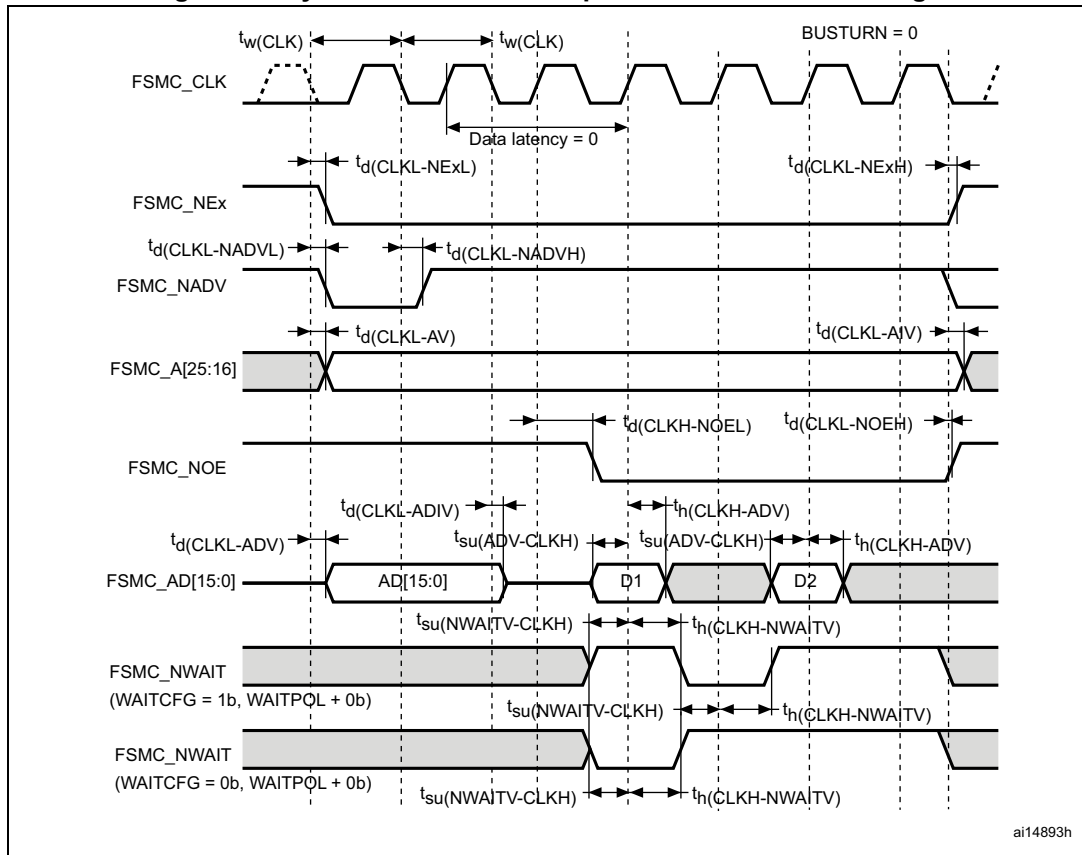 tw(CLK) tw(CLK) BUSTURN = 0
FSMC_CLK
Data latency = 0
td(CLKL-NExL) td(CLKL-NExH)
FSMC_NEx
td(CLKL-NADVL) td(CLKL-NADVH)
FSMC_NADV
td(CLKL-AV) td(CLKL-AIV)
FSMC_A[25:16]
td(CLKH-NOEL) td(CLKL-NOEH)
FSMC_NOE
td(CLKL-ADIV) th(CLKH-ADV)
td(CLKL-ADV) tsu(ADV-CLKH) tsu(ADV-CLKH) th(CLKH-ADV)
FSMC_AD[15:0] AD[15:0] D1 D2
tsu(NWAITV-CLKH) th(CLKH-NWAITV)
FSMC_NWAIT
(WAITCFG = 1b, WAITPOL + 0b)
tsu(NWAITV-CLKH) th(CLKH-NWAITV)
FSMC_NWAIT
(WAITCFG = 0b, WAITPOL + 0b)
tsu(NWAITV-CLKH) th(CLKH-NWAITV)
ai14893h